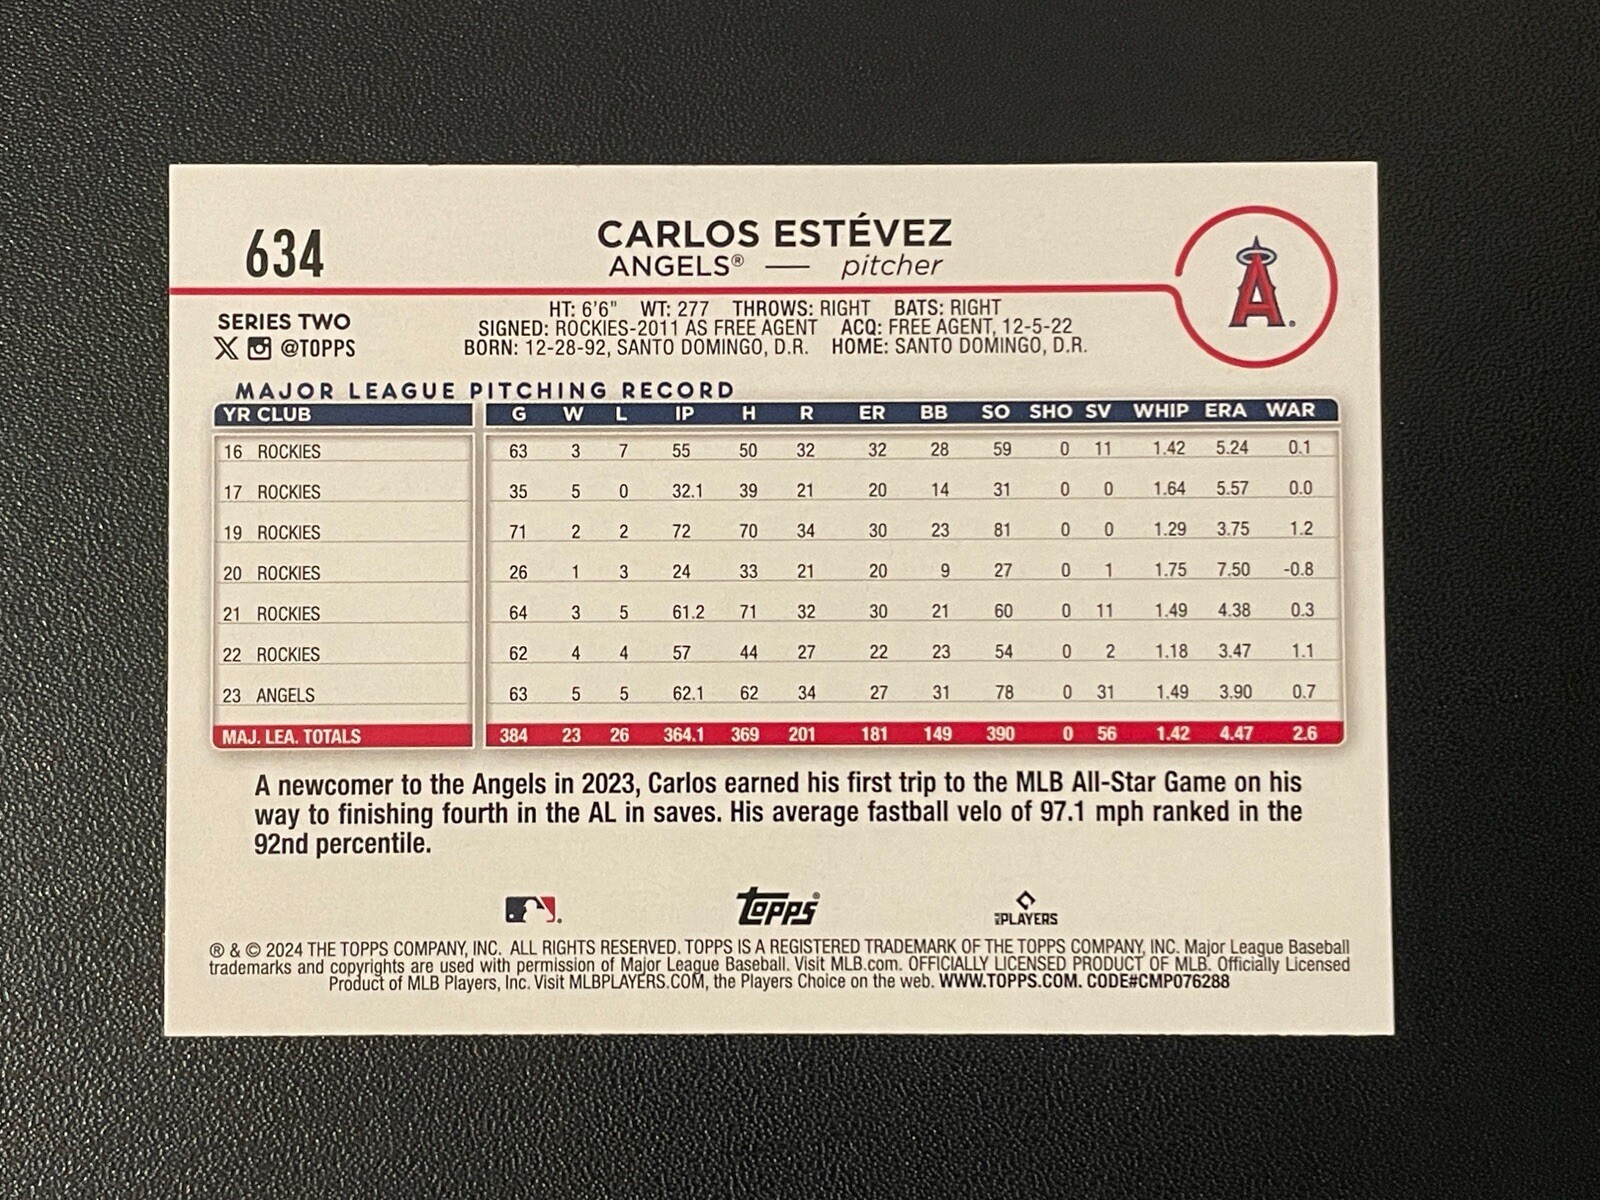 634
CARLOS ESTÉVEZ
ANGELS® — pitcher
A.
SERIES TWO
X @TOPPS
HT: 6'6" WT: 277 THROWS: RIGHT BATS: RIGHT
SIGNED: ROCKIES-2011 AS FREE AGENT ACQ: FREE AGENT, 12-5-22
BORN: 12-28-92, SANTO DOMINGO, D.R. HOME: SANTO DOMINGO, D.R.
MAJOR LEAGUE PITCHING RECORD
YR CLUB G W L IP H R ER BB SO SHO SV WHIP ERA WAR
16 ROCKIES 63 3 7 55 50 32 32 28 59 0 11 1.42 5.24 0.1
17 ROCKIES 35 5 0 32.1 39 21 20 14 31 0 0 1.64 5.57 0.0
19 ROCKIES 71 2 2 72 70 34 30 23 81 0 0 1.29 3.75 1.2
20 ROCKIES 26 1 3 24 33 21 20 9 27 0 1 1.75 7.50 -0.8
21 ROCKIES 64 3 5 61.2 71 32 30 21 60 0 11 1.49 4.38 0.3
22 ROCKIES 62 4 4 57 44 27 22 23 54 0 2 1.18 3.47 1.1
23 ANGELS 63 5 5 62.1 62 34 27 31 78 0 31 1.49 3.90 0.7
MAJ. LEA. TOTALS 384 23 26 364.1 369 201 181 149 390 0 56 1.42 4.47 2.6
A newcomer to the Angels in 2023, Carlos earned his first trip to the MLB All-Star Game on his
way to finishing fourth in the AL in saves. His average fastball velo of 97.1 mph ranked in the
92nd percentile.
Topps®
MLB PLAYERS
® & © 2024 THE TOPPS COMPANY, INC. ALL RIGHTS RESERVED. TOPPS IS A REGISTERED TRADEMARK OF THE TOPPS COMPANY, INC. Major League Baseball
trademarks and copyrights are used with permission of Major League Baseball. Visit MLB.com. OFFICIALLY LICENSED PRODUCT OF MLB. Officially Licensed
Product of MLB Players, Inc. Visit MLBPLAYERS.COM, the Players Choice on the web. WWW.TOPPS.COM. CODE#CMP076288